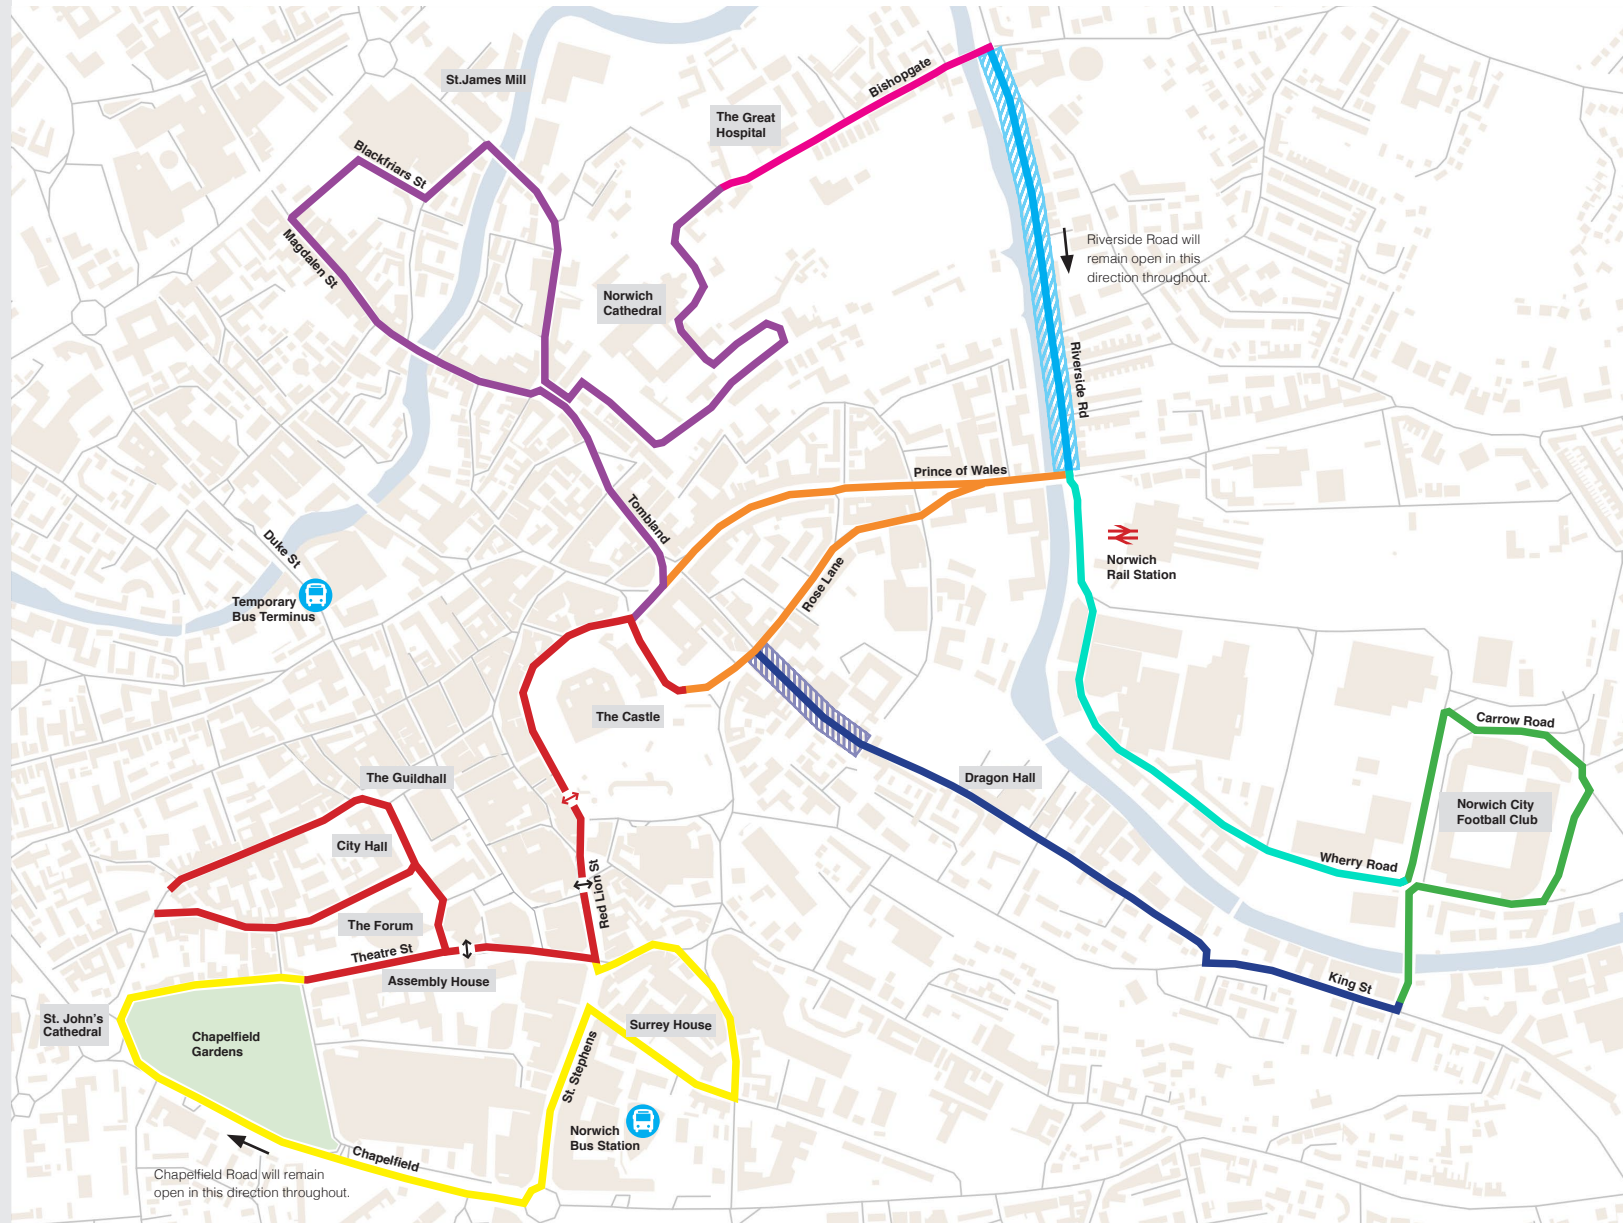 St.James Mill
Bishopgate
The Great
Hospital
Blackfriars St
Magdalen St
Riverside Road will
remain open in this
direction throughout.
Norwich
Cathedral
Riverside Rd
Prince of Wales
Tombland
Duke St
Norwich
Rail Station
Rose Lane
Temporary
Bus Terminus
The Castle
Carrow Road
The Guildhall
Dragon Hall
Norwich City
Football Club
City Hall
Wherry Road
Red Lion St
The Forum
Theatre St
Assembly House
King St
St. John's
Cathedral
Chapelfield
Gardens
Surrey House
St. Stephens
Norwich
Bus Station
Chapelfield
Chapelfield Road will remain
open in this direction throughout.